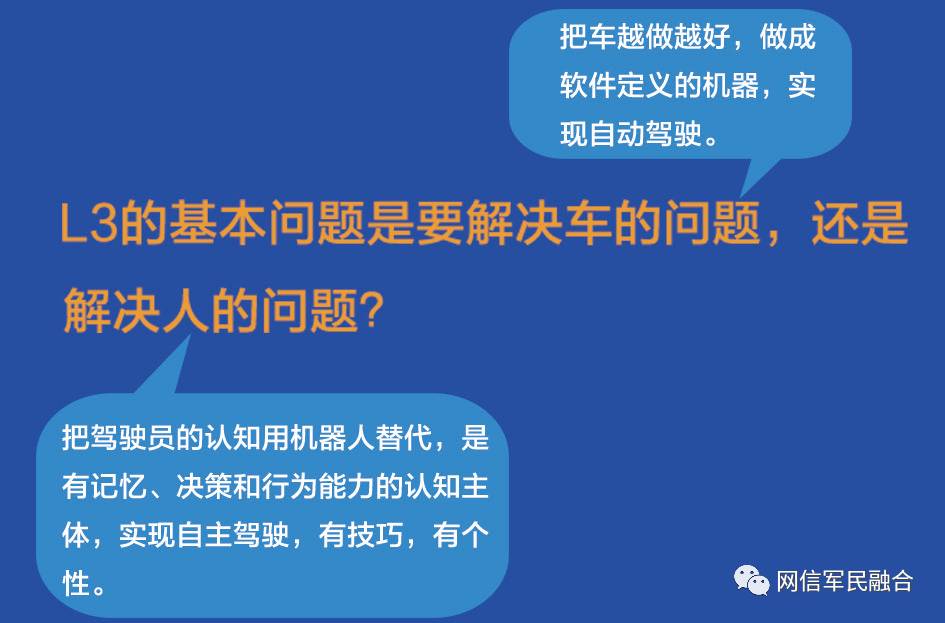 把车越做越好，做成
软件定义的机器，实
现自动驾驶。
L3的基本问题是要解决车的问题，还是
解决人的问题？
把驾驶员的认知用机器人替代，是
有记忆、决策和行为能力的认知主
体，实现自主驾驶，有技巧，有个
性。
网信军民融合